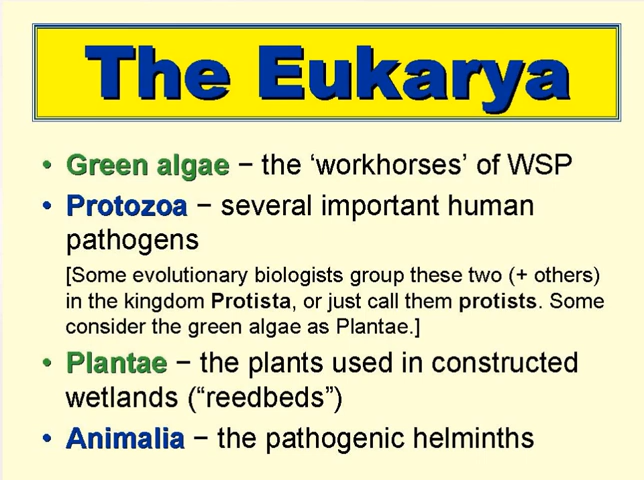 The Eukarya
• Green algae − the ‘workhorses’ of WSP
• Protozoa − several important human
pathogens
[Some evolutionary biologists group these two (+ others)
in the kingdom Protista, or just call them protists. Some
consider the green algae as Plantae.]
• Plantae − the plants used in constructed
wetlands (“reedbeds”)
• Animalia − the pathogenic helminths